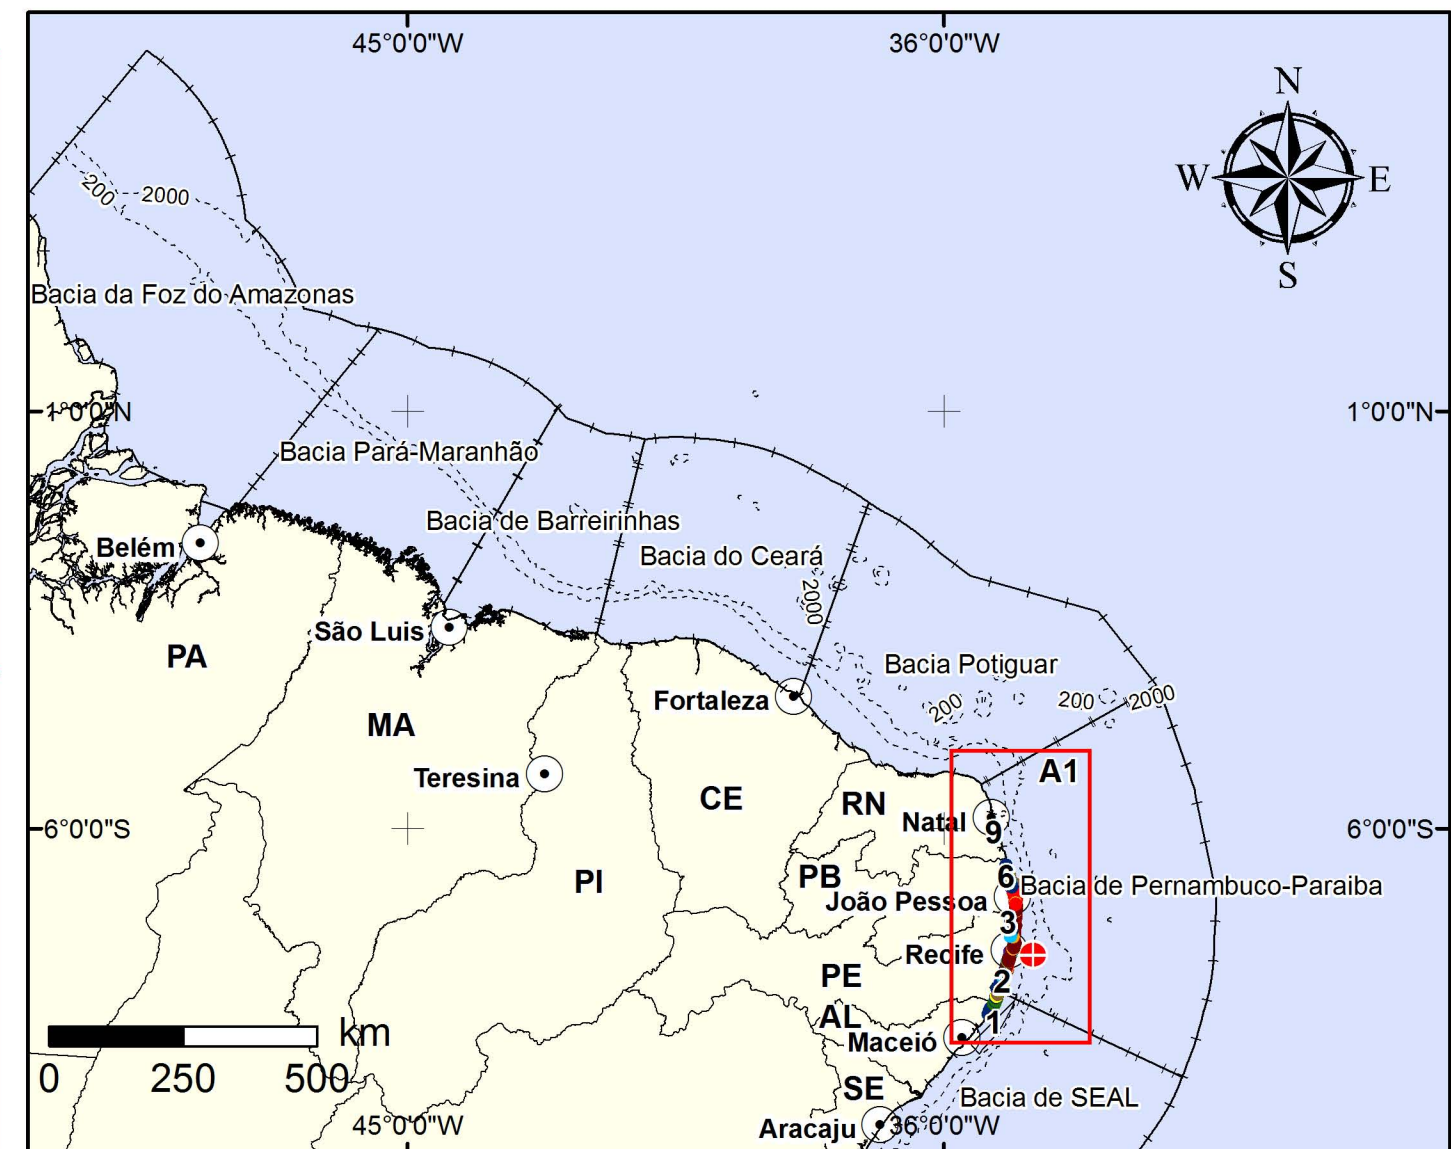 45°0'0"W
36°0'0"W
N
W
E
S
200
2000
Bacia da Foz do Amazonas
1°0'0"N
1°0'0"N
Bacia Pará-Maranhão
Bacia de Barreirinhas
Belém
Bacia do Ceará
2000
São Luis
PA
Bacia Potiguar
Fortaleza
200
200
2000
MA
Teresina
A1
CE
RN
Natal
9
6°0'0"S
6°0'0"S
PI
PB
6
Bacia de Pernambuco-Paraiba
João Pessoa
3
Recife
PE
2
AL
1
km
Maceió
0
250
500
SE
Bacia de SEAL
45°0'0"W
Aracaju
36°0'0"W